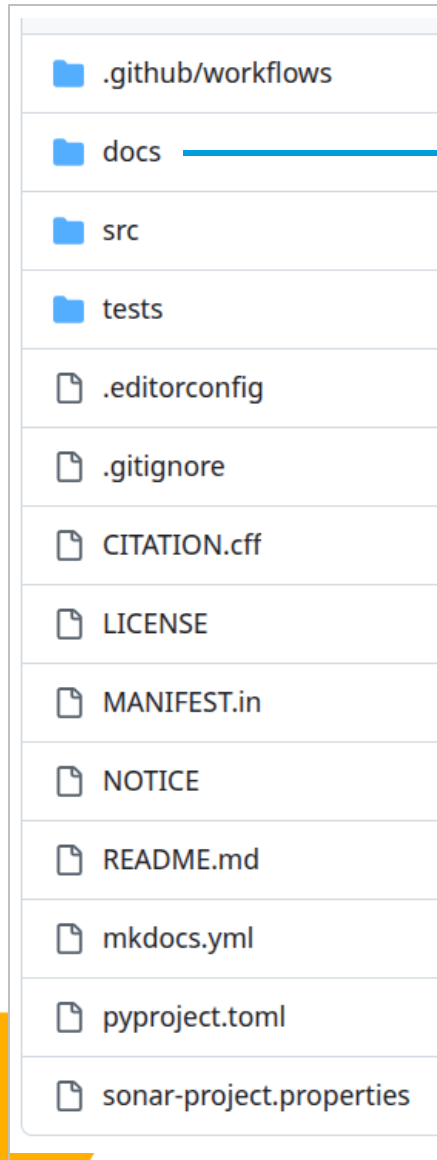 .github/workflows
docs
src
tests
.editorconfig
.gitignore
CITATION.cff
LICENSE
MANIFEST.in
NOTICE
README.md
mkdocs.yml
pyproject.toml
sonar-project.properties